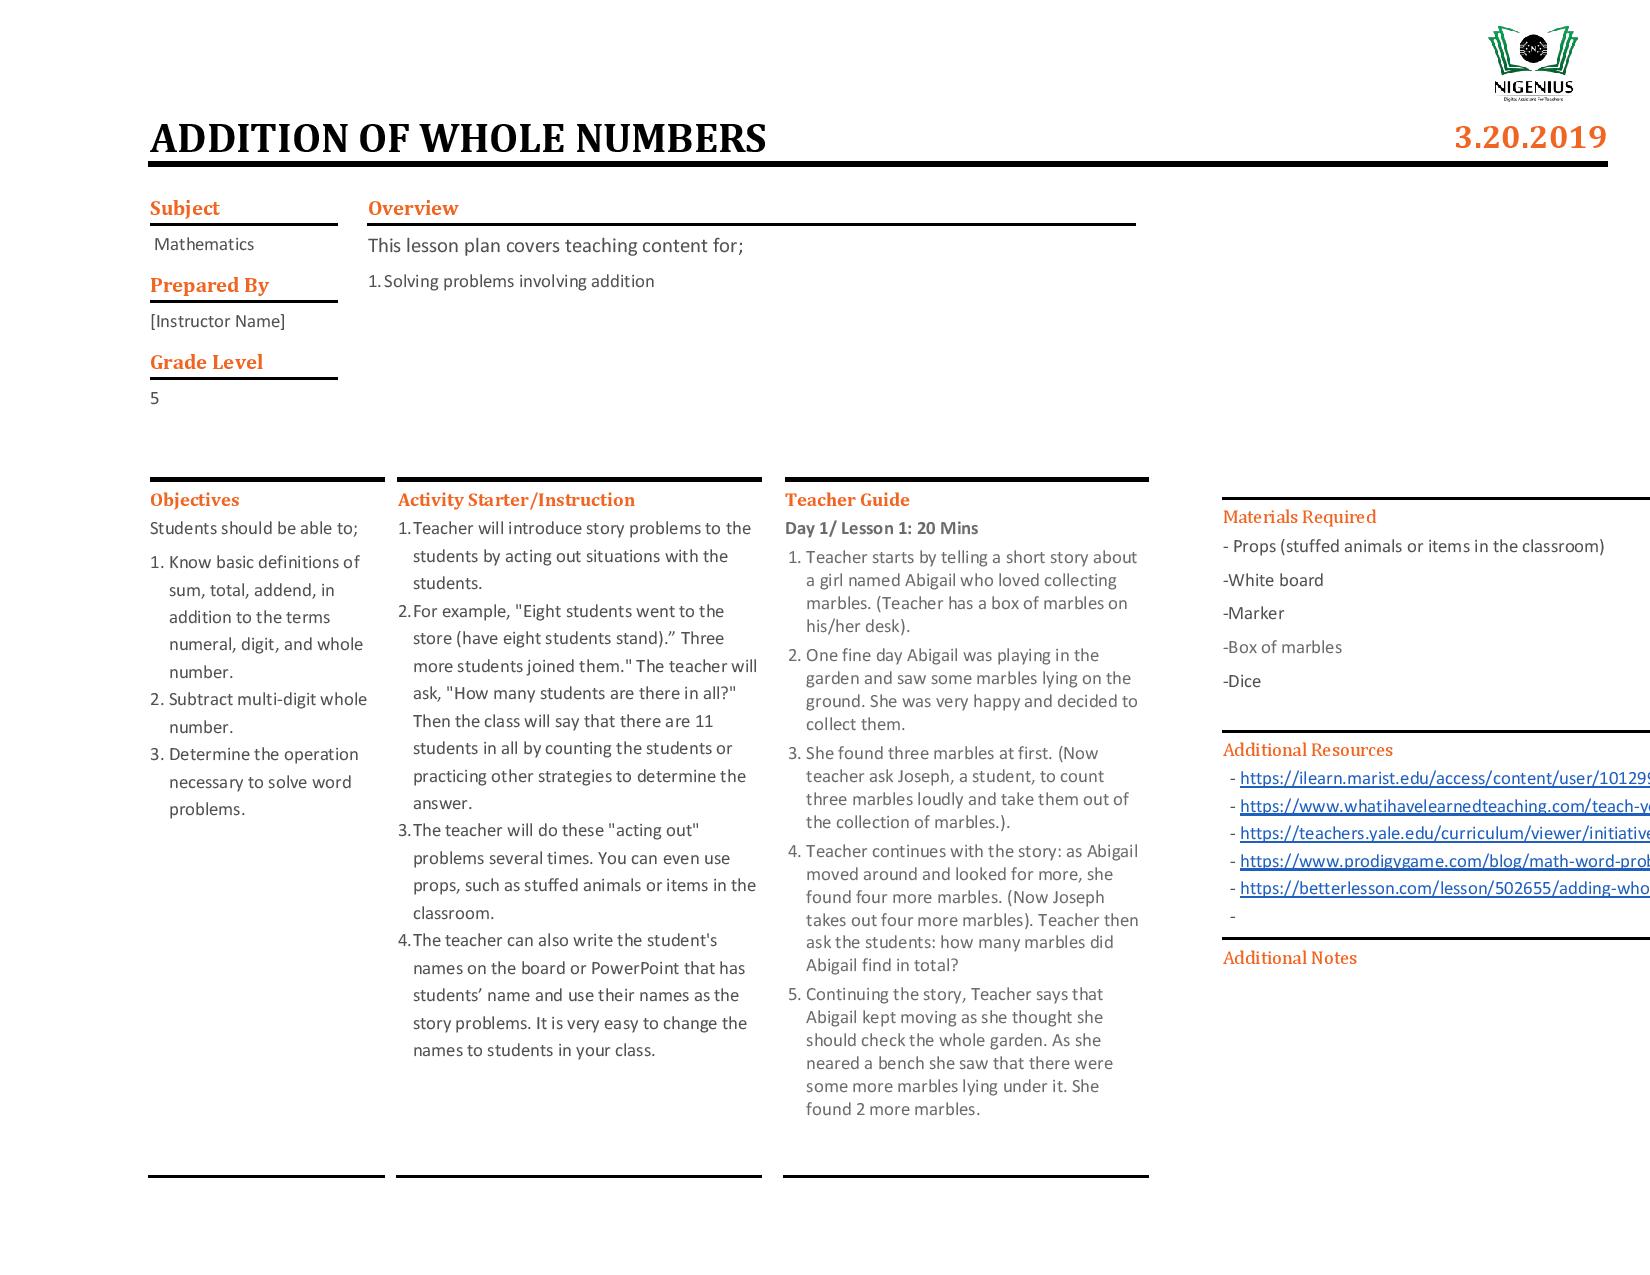 NIGENIUS
Digital Assistant For Teachers
ADDITION OF WHOLE NUMBERS
3.20.2019
Subject
Mathematics
Prepared By
[Instructor Name]
Grade Level
5
Overview
This lesson plan covers teaching content for;
1. Solving problems involving addition
Objectives
Students should be able to;
1. Know basic definitions of
sum, total, addend, in
addition to the terms
numeral, digit, and whole
number.
2. Subtract multi-digit whole
number.
3. Determine the operation
necessary to solve word
problems.
Activity Starter/Instruction
1.Teacher will introduce story problems to the
students by acting out situations with the
students.
2.For example, "Eight students went to the
store (have eight students stand).” Three
more students joined them." The teacher will
ask, "How many students are there in all?"
Then the class will say that there are 11
students in all by counting the students or
practicing other strategies to determine the
answer.
3.The teacher will do these "acting out"
problems several times. You can even use
props, such as stuffed animals or items in the
classroom.
4.The teacher can also write the student's
names on the board or PowerPoint that has
students’ name and use their names as the
story problems. It is very easy to change the
names to students in your class.
Teacher Guide
Day 1/ Lesson 1: 20 Mins
1. Teacher starts by telling a short story about
a girl named Abigail who loved collecting
marbles. (Teacher has a box of marbles on
his/her desk).
2. One fine day Abigail was playing in the
garden and saw some marbles lying on the
ground. She was very happy and decided to
collect them.
3. She found three marbles at first. (Now
teacher ask Joseph, a student, to count
three marbles loudly and take them out of
the collection of marbles.).
4. Teacher continues with the story: as Abigail
moved around and looked for more, she
found four more marbles. (Now Joseph
takes out four more marbles). Teacher then
ask the students: how many marbles did
Abigail find in total?
5. Continuing the story, Teacher says that
Abigail kept moving as she thought she
should check the whole garden. As she
neared a bench she saw that there were
some more marbles lying under it. She
found 2 more marbles.
Materials Required
- Props (stuffed animals or items in the classroom)
-White board
-Marker
-Box of marbles
-Dice
Additional Resources
- https://ilearn.marist.edu/access/content/user/101299
- https://www.whatihavelearnedteaching.com/teach-v
- https://teachers.yale.edu/curriculum/viewer/initiative
- https://www.prodigygame.com/blog/math-word-prob
- https://betterlesson.com/lesson/502655/adding-who
-
Additional Notes